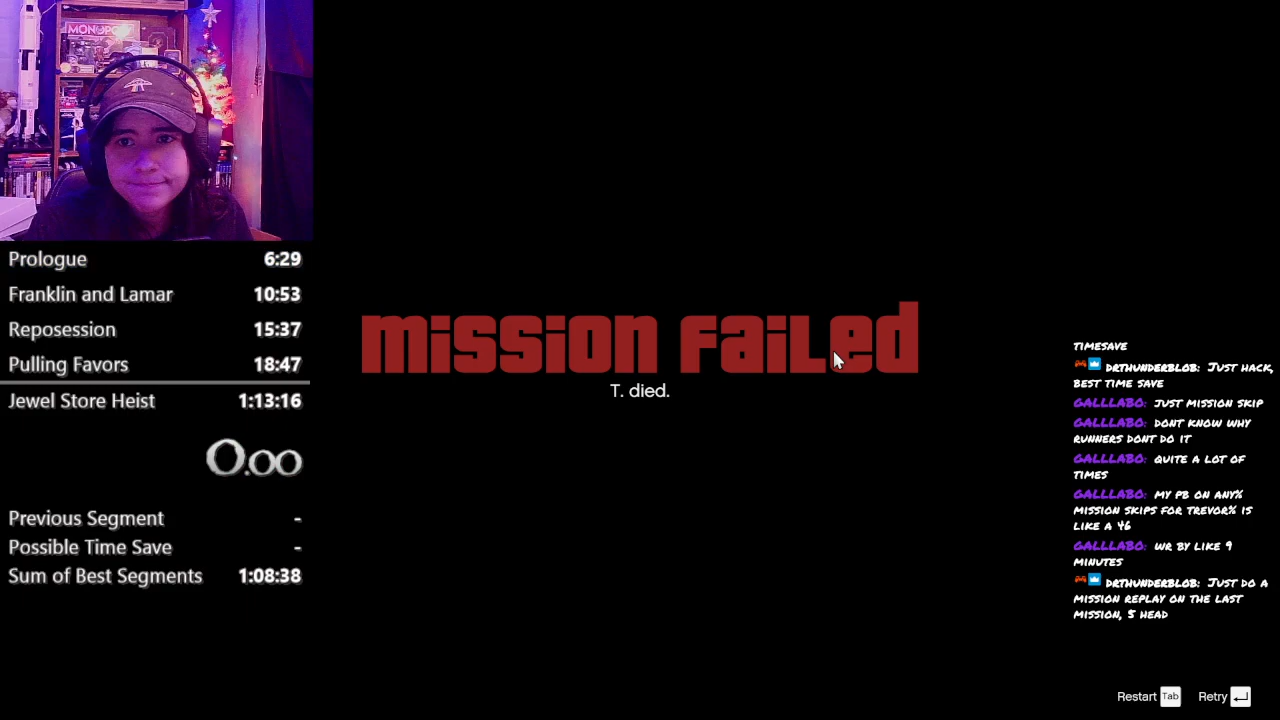 MONOPOLY
Prologue 6:29
Franklin and Lamar 10:53
Reposession 15:37
Pulling Favors 18:47
Jewel Store Heist 1:13:16
0.00
Previous Segment -
Possible Time Save -
Sum of Best Segments 1:08:38
mission failed
T. died.
TIMESAVE
DRTHUNDERBLOB: JUST HACK,
BEST TIME SAVE
GALLLABO: JUST MISSION SKIP
GALLLABO: DONT KNOW WHY
RUNNERS DONT DO IT
GALLLABO: QUITE A LOT OF
TIMES
GALLLABO: MY PB ON ANY%
MISSION SKIPS FOR TREVOR% IS
LIKE A 46
GALLLABO: WR BY LIKE 9
MINUTES
DRTHUNDERBLOB: JUST DO A
MISSION REPLAY ON THE LAST
MISSION, 5 HEAD
Restart Tab Retry